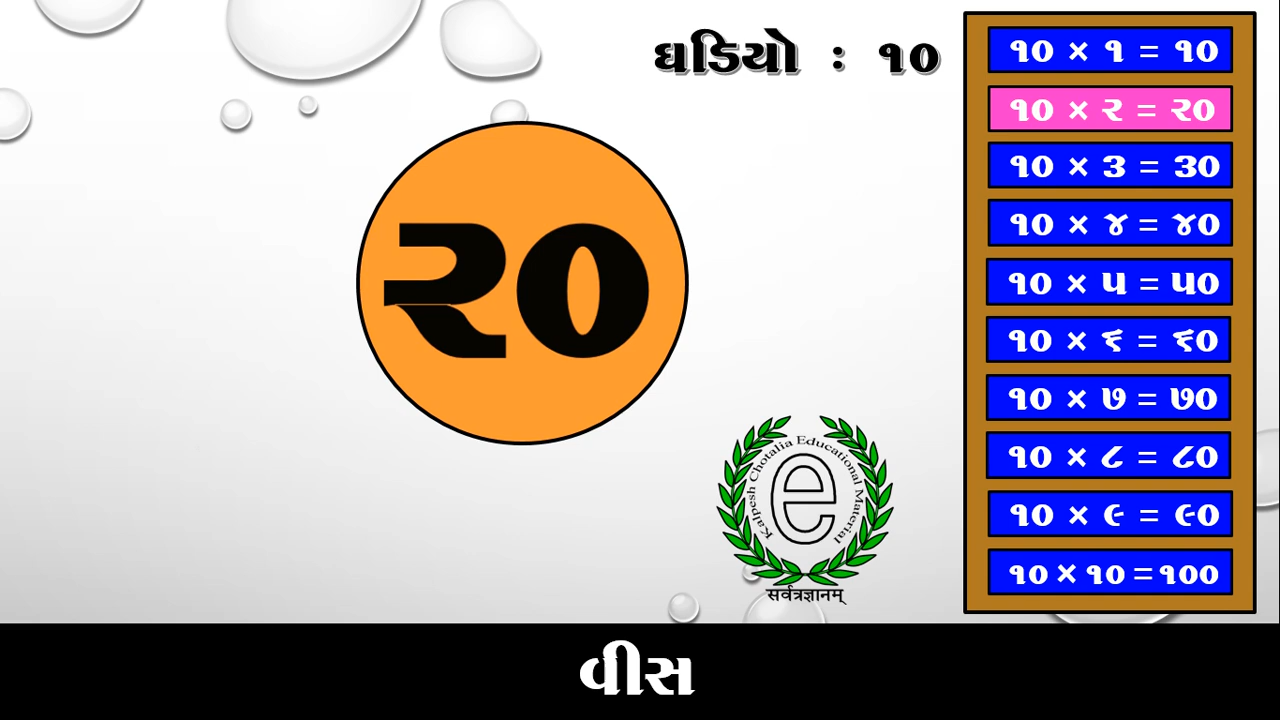 ઘડિયો : ૧૦
૧૦ × ૧ = ૧૦
૧૦ × ૨ = ૨૦
૧૦ × ૩ = ૩૦
૧૦ × ૪ = ૪૦
૧૦ × ૫ = ૫૦
૧૦ × ૬ = ૬૦
૧૦ × ૭ = ૭૦
૧૦ × ૮ = ૮૦
૧૦ × ૯ = ૯૦
૧૦ × ૧૦ = ૧૦૦
૨૦
Kalpesh Chotalia Educational Material
e
सर्वत्रज्ञानम्
વીસ